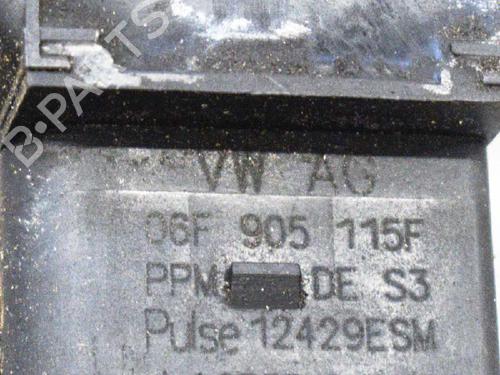 B-PARTS
VW AG
06F 905 115F
PPM DE S3
Pulse 12429ESM